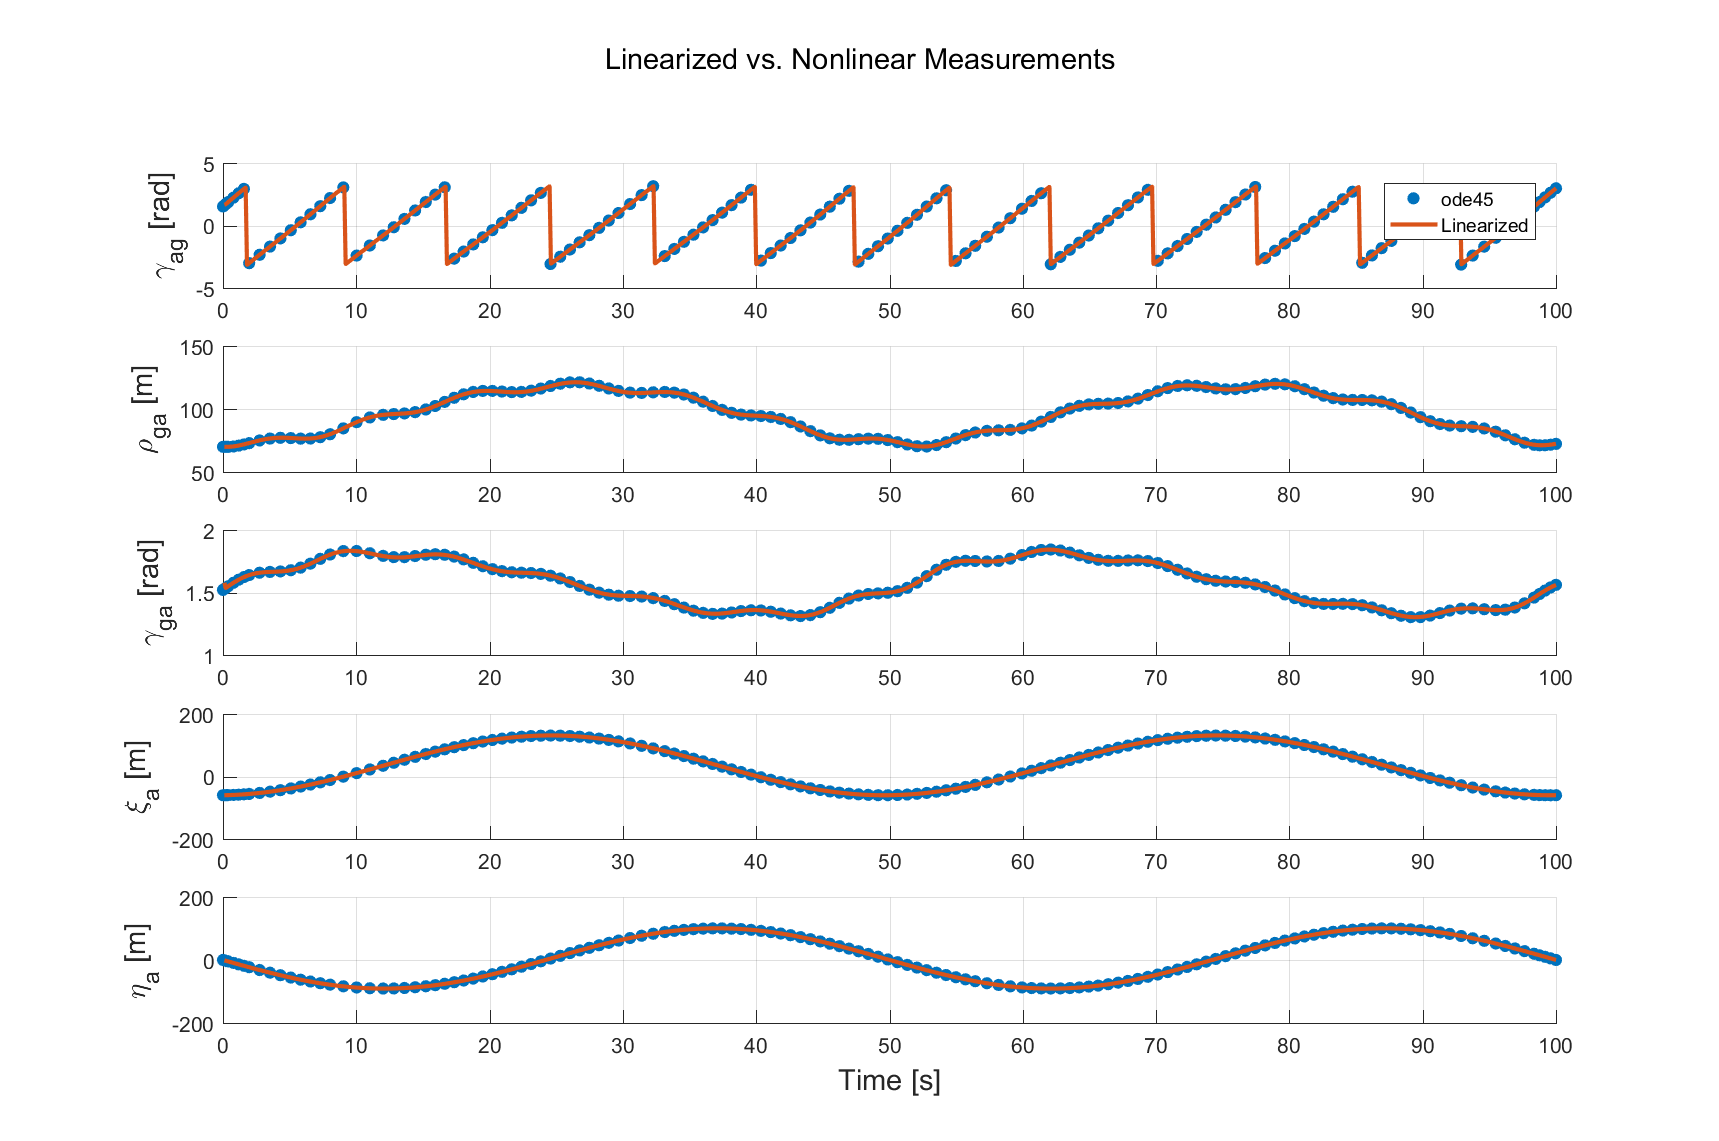 Linearized vs. Nonlinear Measurements
γag [rad]
5
0
-5
ode45
Linearized
0 10 20 30 40 50 60 70 80 90 100
ρga [m]
150
100
50
0 10 20 30 40 50 60 70 80 90 100
γga [rad]
2
1.5
1
0 10 20 30 40 50 60 70 80 90 100
ξa [m]
200
0
-200
0 10 20 30 40 50 60 70 80 90 100
ηa [m]
200
0
-200
0 10 20 30 40 50 60 70 80 90 100
Time [s]